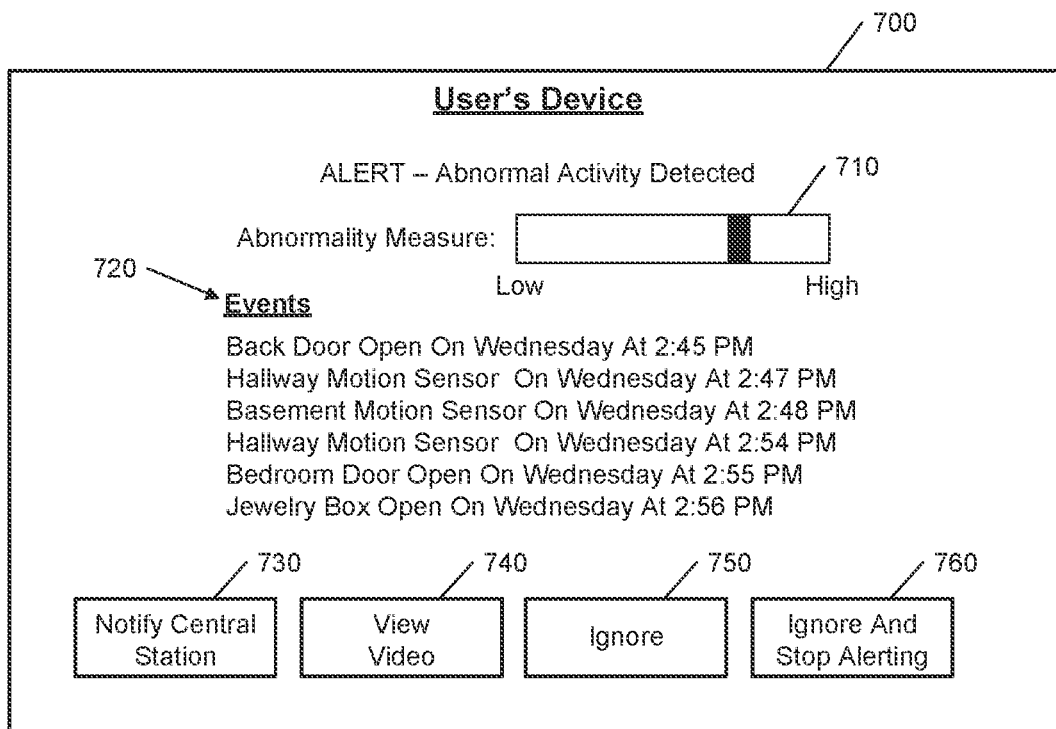 700
User's Device
ALERT – Abnormal Activity Detected
710
Abnormality Measure:
Low High
720
Events
Back Door Open On Wednesday At 2:45 PM
Hallway Motion Sensor On Wednesday At 2:47 PM
Basement Motion Sensor On Wednesday At 2:48 PM
Hallway Motion Sensor On Wednesday At 2:54 PM
Bedroom Door Open On Wednesday At 2:55 PM
Jewelry Box Open On Wednesday At 2:56 PM
730 740 750 760
Notify Central
Station
View
Video
Ignore
Ignore And
Stop Alerting